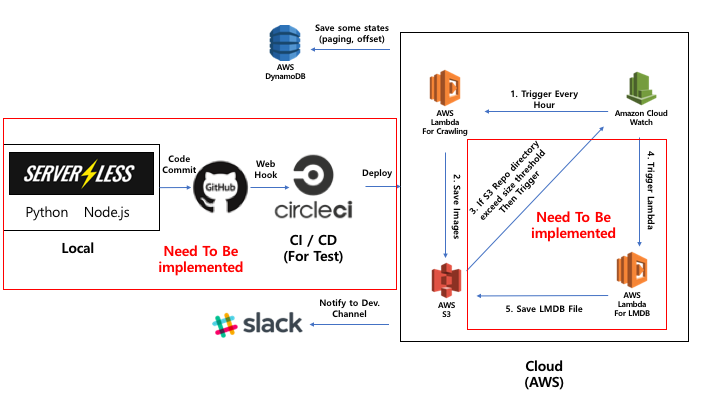 Save some states
(paging, offset)
AWS
DynamoDB
AWS
Lambda
For Crawling
1. Trigger Every
Hour
Amazon Cloud
Watch
SERVERLESS
Python Node.js
Local
Code
Commit
GitHub
Web
Hook
circleci
CI / CD
(For Test)
Deploy
Need To Be
implemented
2. Save Images
3. If S3 Repo directory
exceed size threshold
Then Trigger
4. Trigger Lambda
Need To Be
implemented
AWS
S3
5. Save LMDB File
AWS
Lambda
For LMDB
Notify to Dev.
Channel
slack
Cloud
(AWS)